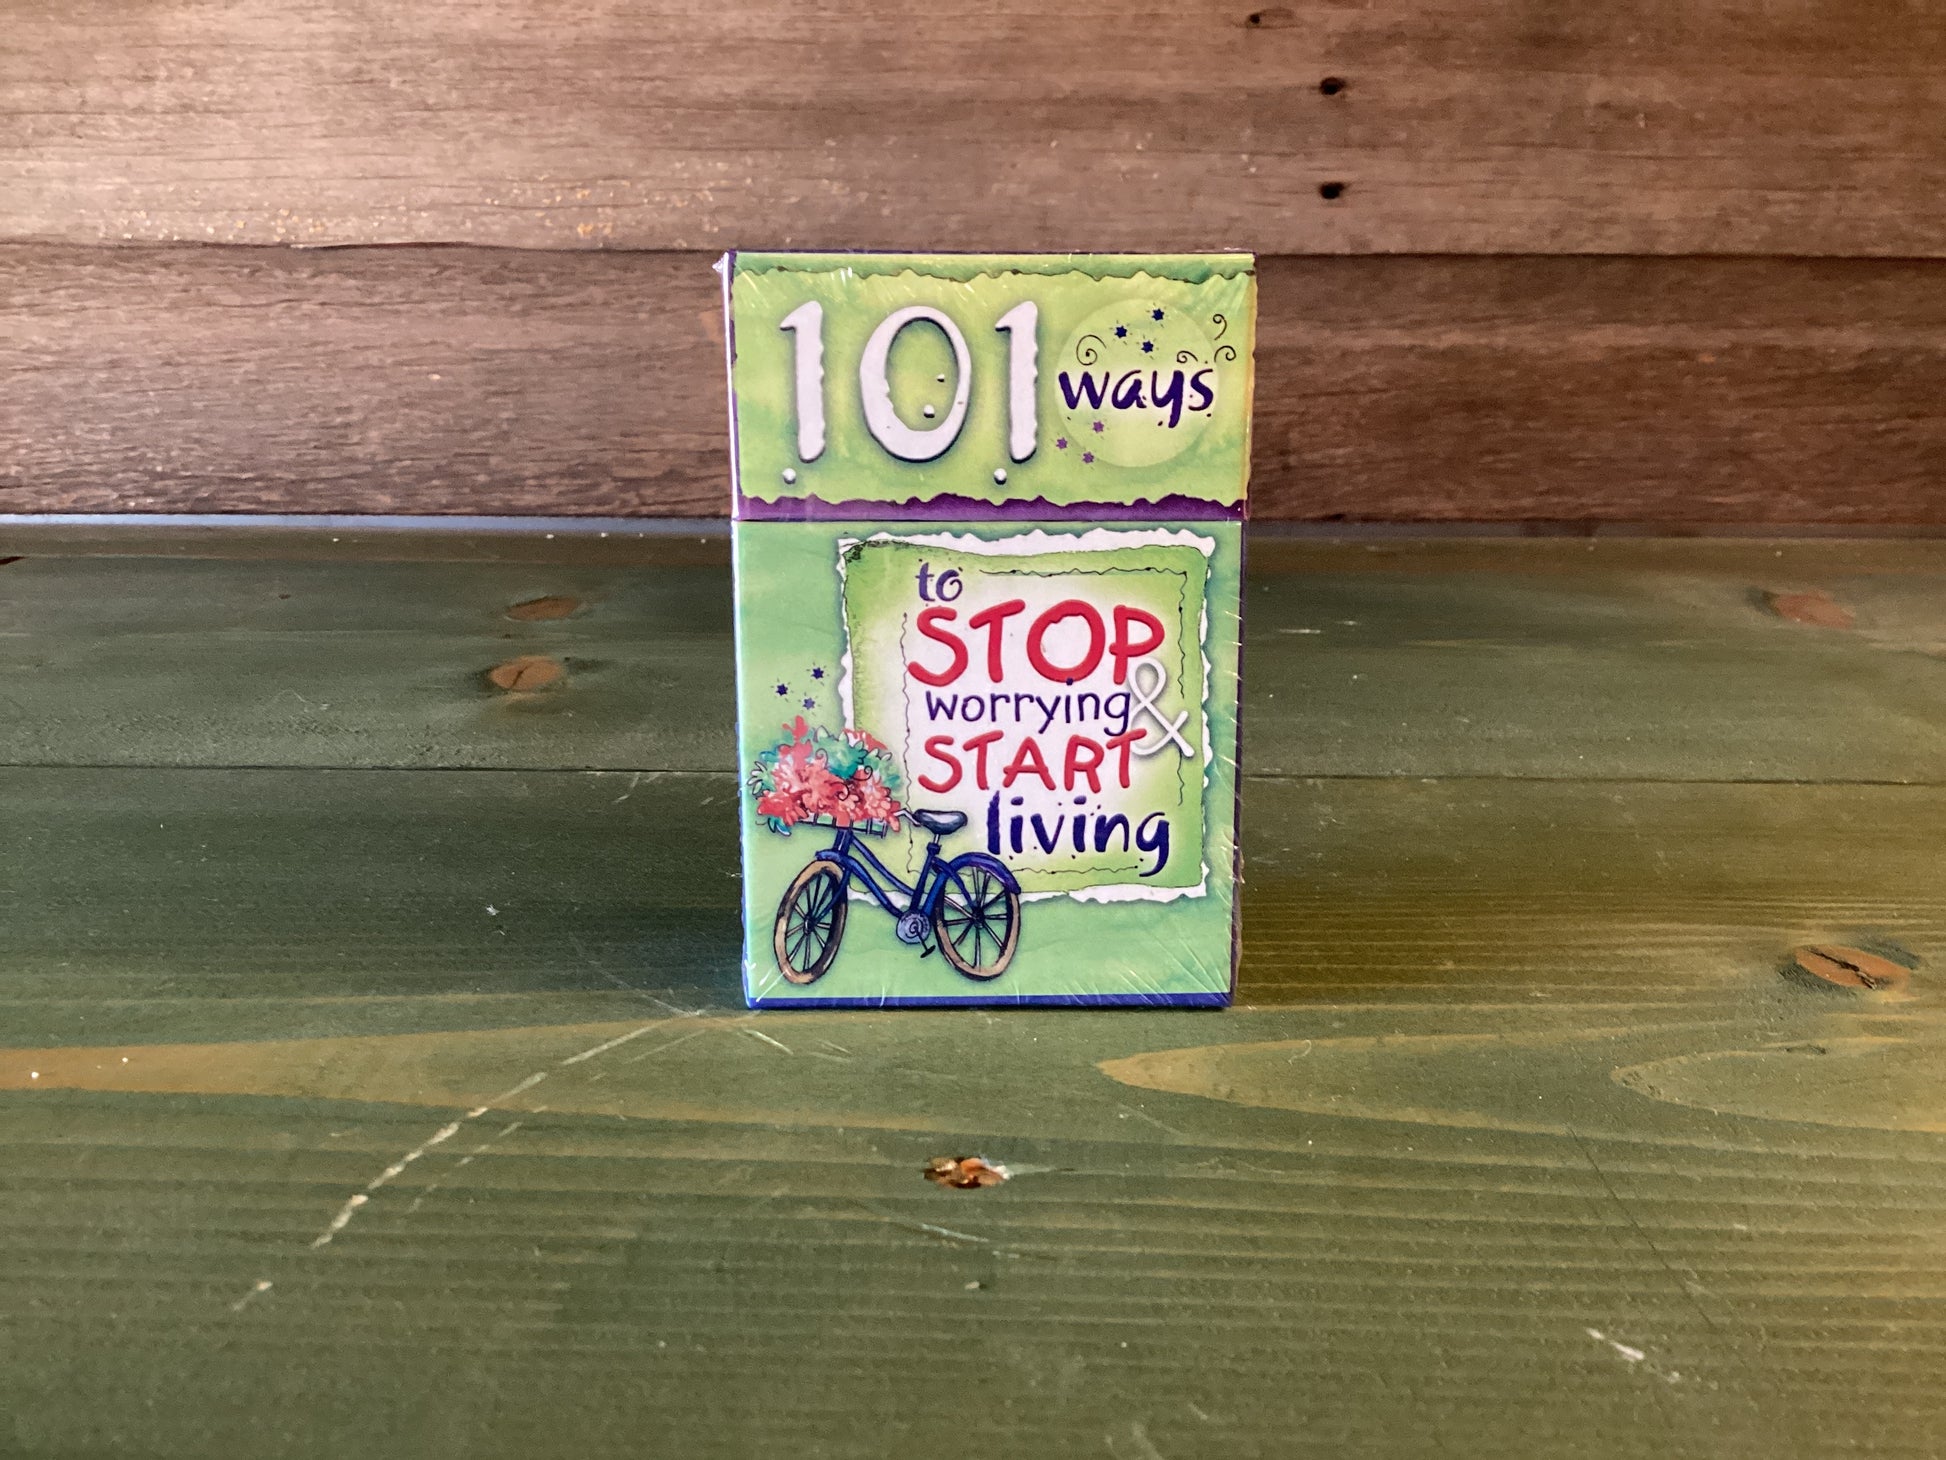 101 ways
to
STOP
worrying &
START
living